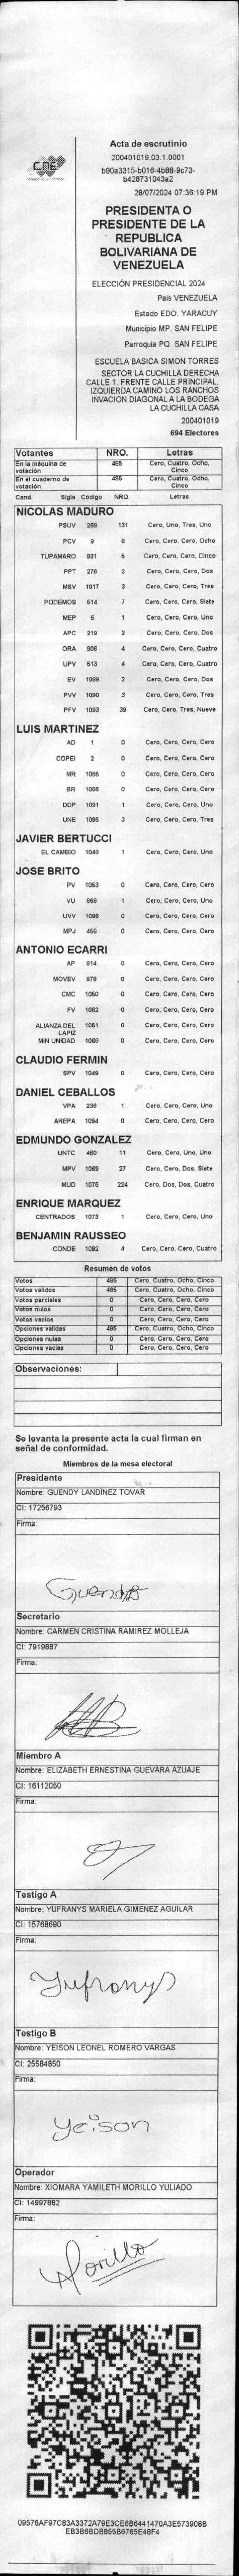 CNE
Acta de escrutinio
200401019.03.1.0001
b90a3315-b016-4b88-9c73-
b428731043a2
28/07/2024 07:36:19 PM
PRESIDENTA O
PRESIDENTE DE LA
REPUBLICA
BOLIVARIANA DE
VENEZUELA
ELECCIÓN PRESIDENCIAL 2024
Pais VENEZUELA
Estado EDO. YARACUY
Municipio MP. SAN FELIPE
Parroquia PQ. SAN FELIPE
ESCUELA BASICA SIMON TORRES
SECTOR LA CUCHILLA DERECHA
CALLE 1. FRENTE CALLE PRINCIPAL.
IZQUIERDA CAMINO LOS RANCHOS
INVACION DIAGONAL A LA BODEGA
LA CUCHILLA CASA
200401019
694 Electores
Votantes NRO. Letras
En la máquina de votación 485 Cero, Cuatro, Ocho, Cinco
En el cuaderno de votación 485 Cero, Cuatro, Ocho, Cinco
Cand. Sigla Código NRO. Letras
NICOLAS MADURO
PSUV 269 131 Cero, Uno, Tres, Uno
PCV 9 8 Cero, Cero, Cero, Ocho
TUPAMARO 931 5 Cero, Cero, Cero, Cinco
PPT 276 2 Cero, Cero, Cero, Dos
MSV 1017 3 Cero, Cero, Cero, Tres
PODEMOS 514 7 Cero, Cero, Cero, Siete
MEP 6 1 Cero, Cero, Cero, Uno
APC 219 2 Cero, Cero, Cero, Dos
ORA 906 4 Cero, Cero, Cero, Cuatro
UPV 513 4 Cero, Cero, Cero, Cuatro
EV 1089 2 Cero, Cero, Cero, Dos
PVV 1090 3 Cero, Cero, Cero, Tres
PFV 1093 39 Cero, Cero, Tres, Nueve
LUIS MARTINEZ
AD 1 0 Cero, Cero, Cero, Cero
COPEI 2 0 Cero, Cero, Cero, Cero
MR 1065 0 Cero, Cero, Cero, Cero
BR 1066 0 Cero, Cero, Cero, Cero
DDP 1091 1 Cero, Cero, Cero, Uno
UNE 1095 3 Cero, Cero, Cero, Tres
JAVIER BERTUCCI
EL CAMBIO 1048 1 Cero, Cero, Cero, Uno
JOSE BRITO
PV 1053 0 Cero, Cero, Cero, Cero
VU 959 1 Cero, Cero, Cero, Uno
UVV 1096 0 Cero, Cero, Cero, Cero
MPJ 458 0 Cero, Cero, Cero, Cero
ANTONIO ECARRI
AP 914 0 Cero, Cero, Cero, Cero
MOVEV 978 0 Cero, Cero, Cero, Cero
CMC 1050 0 Cero, Cero, Cero, Cero
FV 1062 0 Cero, Cero, Cero, Cero
ALIANZA DEL LAPIZ 1051 0 Cero, Cero, Cero, Cero
MIN UNIDAD 1069 0 Cero, Cero, Cero, Cero
CLAUDIO FERMIN
SPV 1049 0 Cero, Cero, Cero, Cero
DANIEL CEBALLOS
VPA 236 1 Cero, Cero, Cero, Uno
AREPA 1094 0 Cero, Cero, Cero, Cero
EDMUNDO GONZALEZ
UNTC 460 11 Cero, Cero, Uno, Uno
MPV 1069 27 Cero, Cero, Dos, Siete
MUD 1075 224 Cero, Dos, Dos, Cuatro
ENRIQUE MARQUEZ
CENTRADOS 1073 1 Cero, Cero, Cero, Uno
BENJAMIN RAUSSEO
CONDE 1092 4 Cero, Cero, Cero, Cuatro
Resumen de votos
Votos 485 Cero, Cuatro, Ocho, Cinco
Votos validos 485 Cero, Cuatro, Ocho, Cinco
Votos parciales 0 Cero, Cero, Cero, Cero
Votos nulos 0 Cero, Cero, Cero, Cero
Votos vacios 0 Cero, Cero, Cero, Cero
Opciones validas 485 Cero, Cuatro, Ocho, Cinco
Opciones nulas 0 Cero, Cero, Cero, Cero
Opciones vacias 0 Cero, Cero, Cero, Cero
Observaciones:
Se levanta la presente acta la cual firman en
señal de conformidad.
Miembros de la mesa electoral
Presidente
Nombre: GUENDY LANDINEZ TOVAR
CI: 17256793
Firma:
Guendy
Secretario
Nombre: CARMEN CRISTINA RAMIREZ MOLLEJA
CI: 7919887
Firma:
Miembro A
Nombre: ELIZABETH ERNESTINA GUEVARA AZUAJE
CI: 16112050
Firma:
Testigo A
Nombre: YUFRANYS MARIELA GIMENEZ AGUILAR
CI: 15768690
Firma:
Yufranys
Testigo B
Nombre: YEISON LEONEL ROMERO VARGAS
CI: 25584850
Firma:
Yeison
Operador
Nombre: XIOMARA YAMILETH MORILLO YULIADO
CI: 14997882
Firma:
Morillo
09576AF97C83A3372A79E3CE6B6441470A3E573908B
EB3B6BDB855B6765E48F4